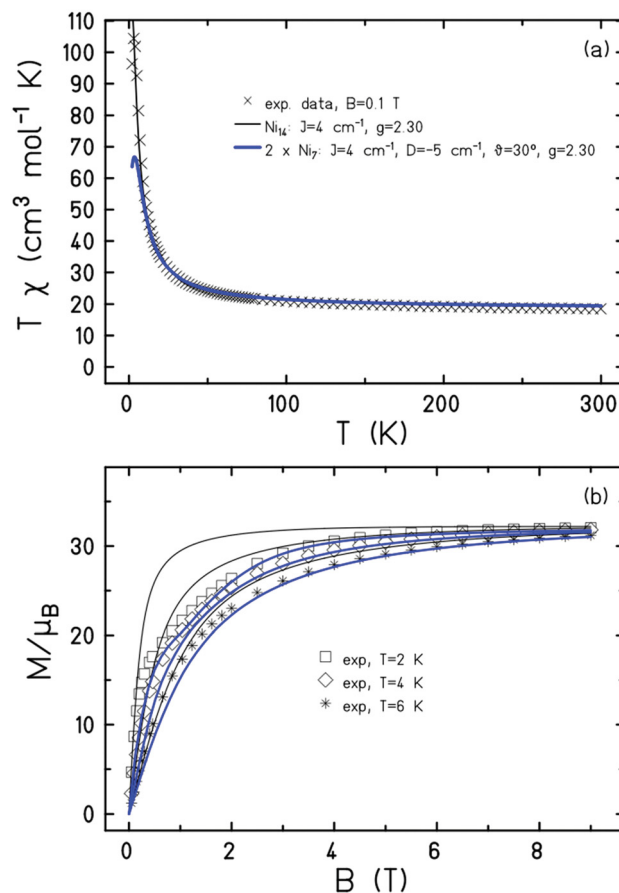 110
100
90
80
70
60
50
40
30
20
10
0
T χ (cm³ mol⁻¹ K)
(a)
× exp. data, B=0.1 T
Ni₁₄: J=4 cm⁻¹, g=2.30
2 x Ni₇: J=4 cm⁻¹, D=-5 cm⁻¹, ϑ=30°, g=2.30
0 100 200 300
T (K)
(b)
30
20
10
0
M/μB
□ exp, T=2 K
◇ exp, T=4 K
✳ exp, T=6 K
0 2 4 6 8
B (T)